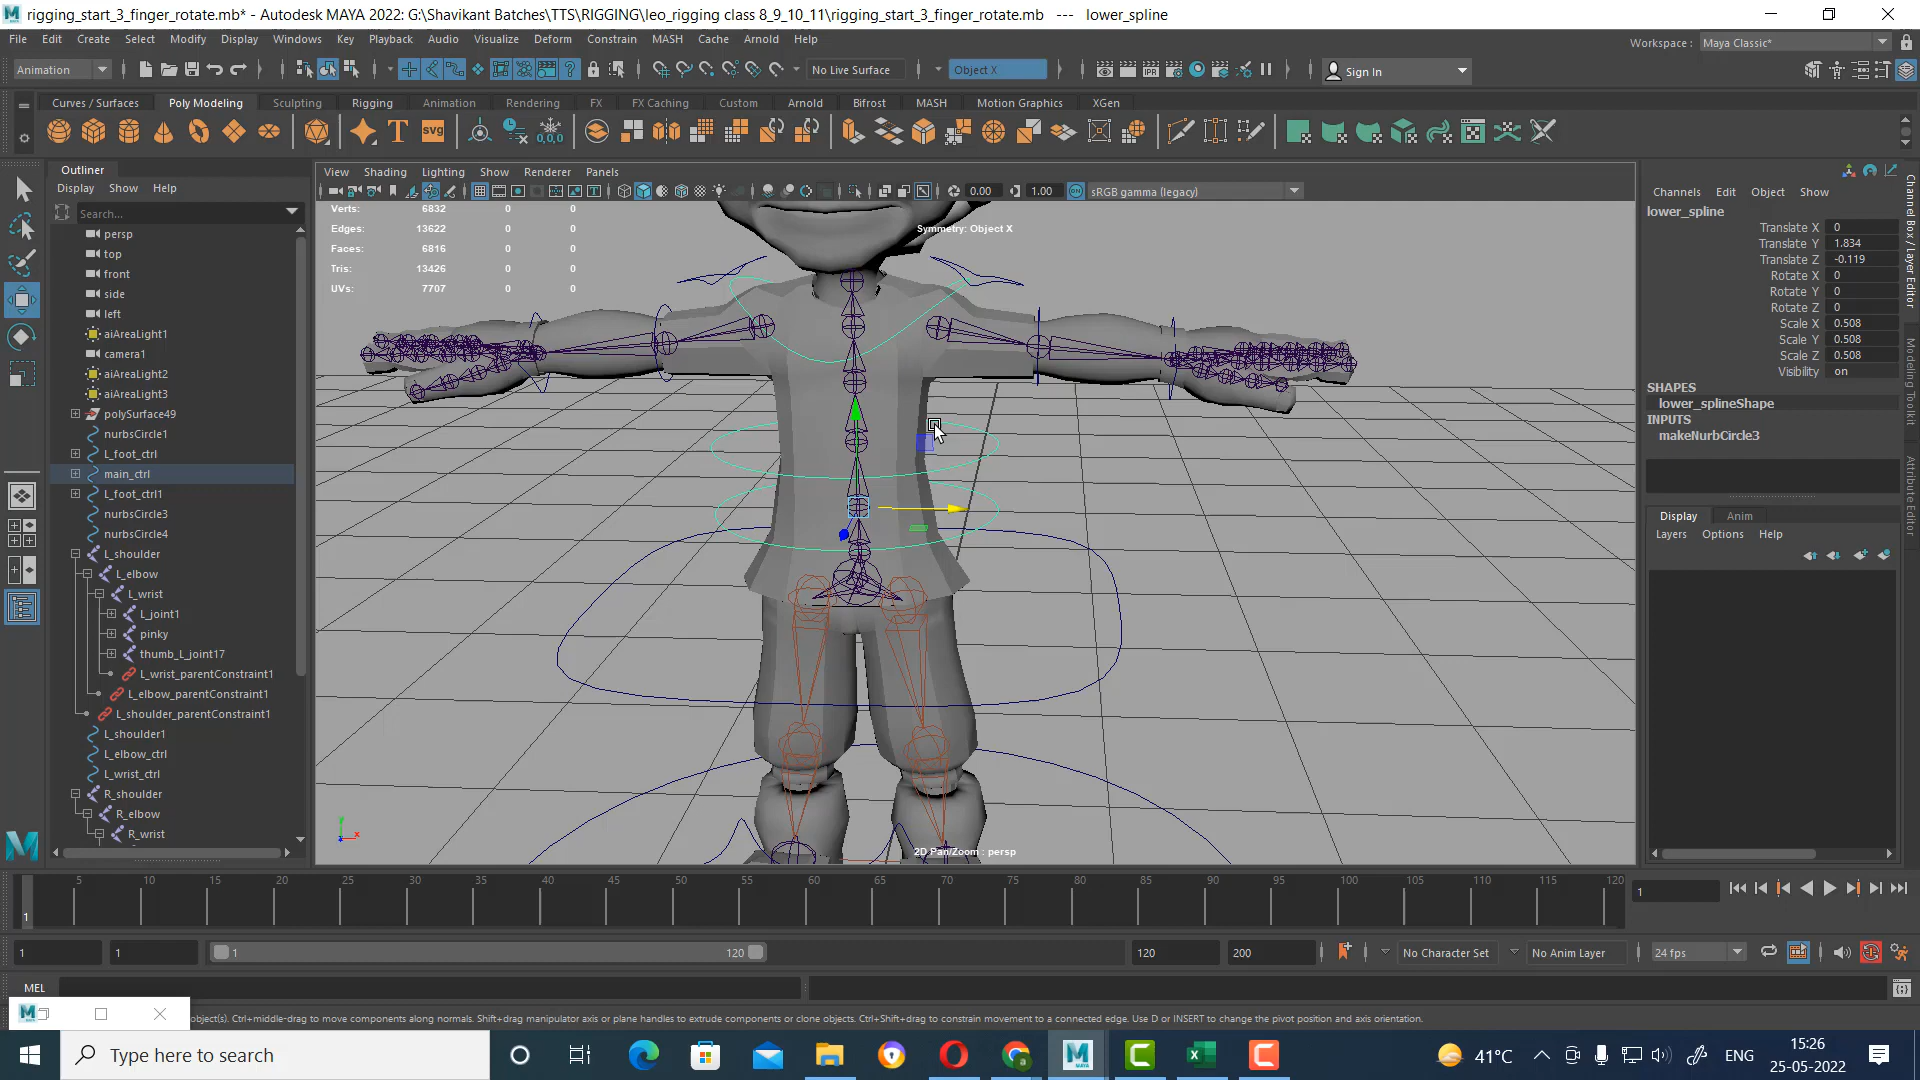 rigging_start_3_finger_rotate.mb* - Autodesk MAYA 2022: G:\Shavikant Batches\TTS\RIGGING\leo_rigging class 8_9_10_11\rigging_start_3_finger_rotate.mb --- lower_spline
File Edit Create Select Modify Display Windows Key Playback Audio Visualize Deform Constrain MASH Cache Arnold Help
Workspace : Maya Classic*
Animation No Live Surface Object X Sign In
Curves / Surfaces Poly Modeling Sculpting Rigging Animation Rendering FX FX Caching Custom Arnold Bifrost MASH Motion Graphics XGen
T svg 0,0,0
Outliner
Display Show Help
Search...
persp
top
front
side
left
aiAreaLight1
camera1
aiAreaLight2
aiAreaLight3
polySurface49
nurbsCircle1
L_foot_ctrl
main_ctrl
L_foot_ctrl1
nurbsCircle3
nurbsCircle4
L_shoulder
L_elbow
L_wrist
L_joint1
pinky
thumb_L_joint17
L_wrist_parentConstraint1
L_elbow_parentConstraint1
L_shoulder_parentConstraint1
L_shoulder1
L_elbow_ctrl
L_wrist_ctrl
R_shoulder
R_elbow
R_wrist
View Shading Lighting Show Renderer Panels
0.00 1.00 sRGB gamma (legacy)
Verts: 6832 0 0
Edges: 13622 0 0
Faces: 6816 0 0
Tris: 13426 0 0
UVs: 7707 0 0
Symmetry: Object X
2D Pan/Zoom : persp
Channels Edit Object Show
lower_spline
Translate X 0
Translate Y 1.834
Translate Z -0.119
Rotate X 0
Rotate Y 0
Rotate Z 0
Scale X 0.508
Scale Y 0.508
Scale Z 0.508
Visibility on
SHAPES
lower_splineShape
INPUTS
makeNurbCircle3
Display Anim
Layers Options Help
Channel Box / Layer Editor
Modeling Toolkit
Attribute Editor
5 10 15 20 25 30 35 40 45 50 55 60 65 70 75 80 85 90 95 100 105 110 115 120
1
1
1 1 1 120 120 200 No Character Set No Anim Layer 24 fps
MEL
object(s). Ctrl+middle-drag to move components along normals. Shift+drag manipulator axis or plane handles to extrude components or clone objects. Ctrl+Shift+drag to constrain movement to a connected edge. Use D or INSERT to change the pivot position and axis orientation.
Type here to search
41°C ENG 15:26
25-05-2022